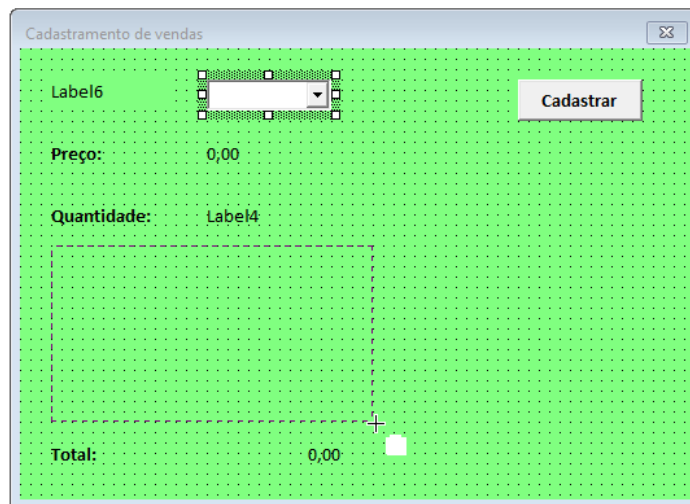 Cadastramento de vendas
Label6
Cadastrar
Preço: 0,00
Quantidade: Label4
Total: 0,00